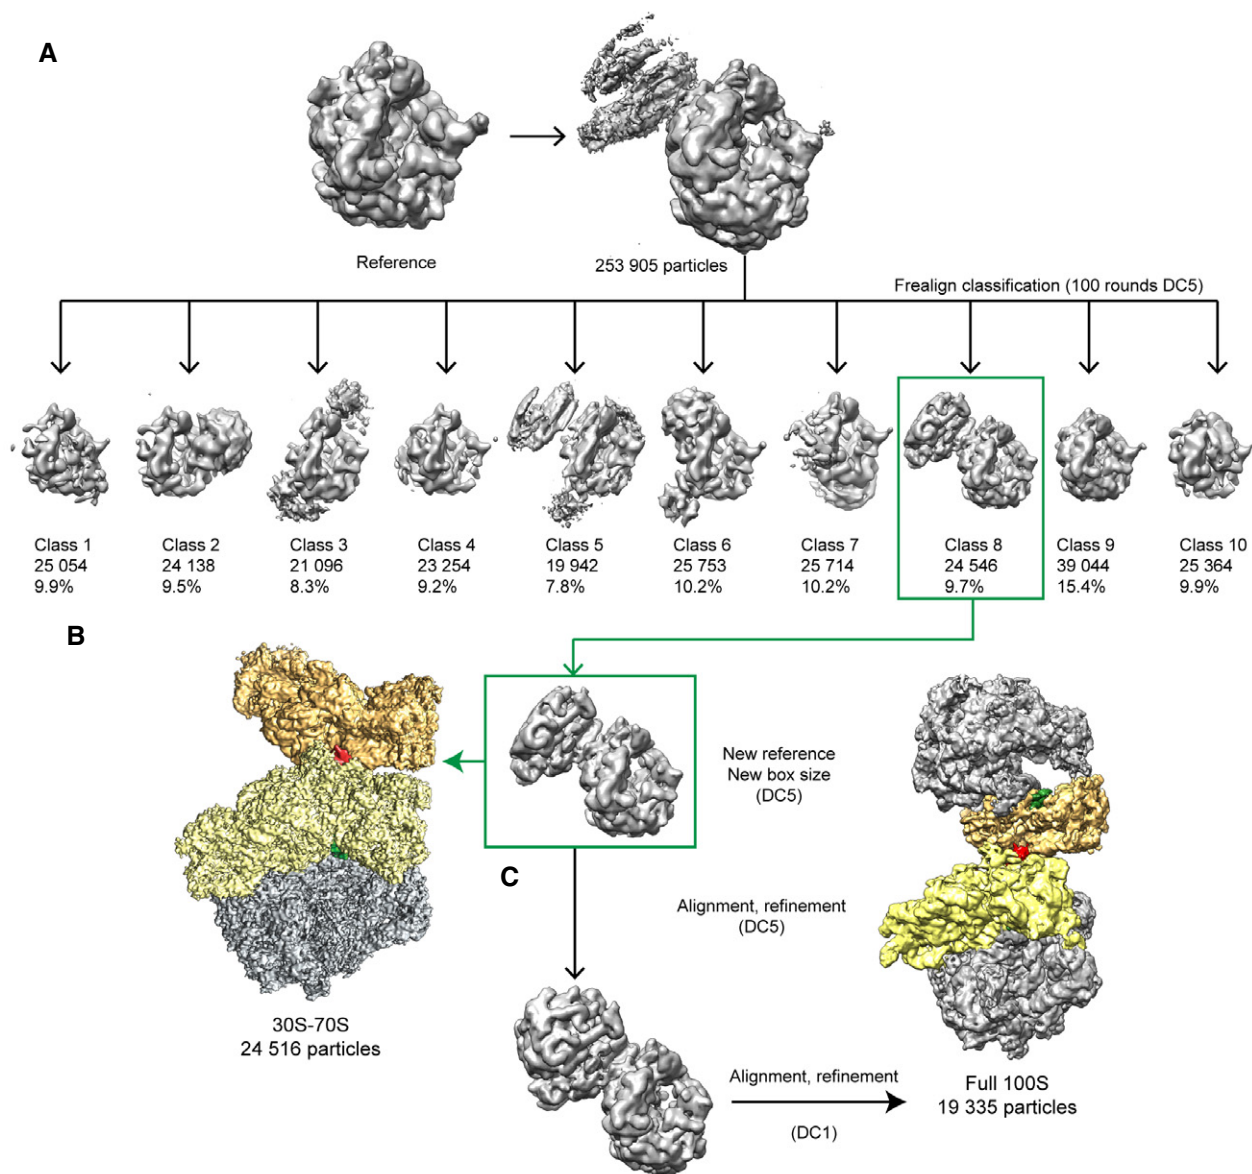 A
Reference
253 905 particles
Frealign classification (100 rounds DC5)
Class 1
25 054
9.9%
Class 2
24 138
9.5%
Class 3
21 096
8.3%
Class 4
23 254
9.2%
Class 5
19 942
7.8%
Class 6
25 753
10.2%
Class 7
25 714
10.2%
Class 8
24 546
9.7%
Class 9
39 044
15.4%
Class 10
25 364
9.9%
B
30S-70S
24 516 particles
New reference
New box size
(DC5)
C
Alignment, refinement
(DC5)
Alignment, refinement
(DC1)
Full 100S
19 335 particles